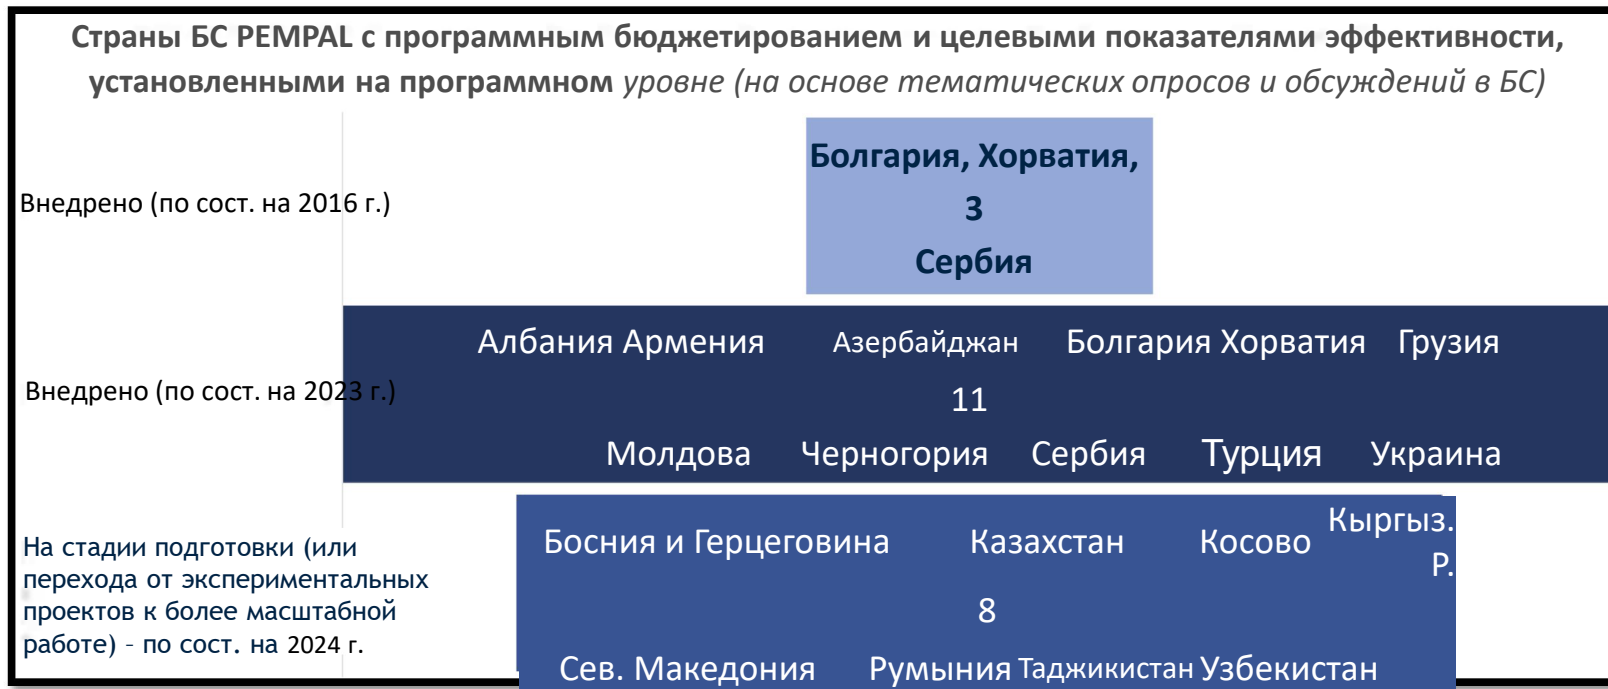 Страны БС PEMPAL с программным бюджетированием и целевыми показателями эффективности,
установленными на программном уровне (на основе тематических опросов и обсуждений в БС)
Внедрено (по сост. на 2016 г.)
Болгария, Хорватия,
3
Сербия
Внедрено (по сост. на 2023 г.)
Албания Армения Азербайджан Болгария Хорватия Грузия
11
Молдова Черногория Сербия Турция Украина
На стадии подготовки (или
перехода от экспериментальных
проектов к более масштабной
работе) - по сост. на 2024 г.
Босния и Герцеговина Казахстан Косово Кыргыз.
Р.
8
Сев. Македония Румыния Таджикистан Узбекистан